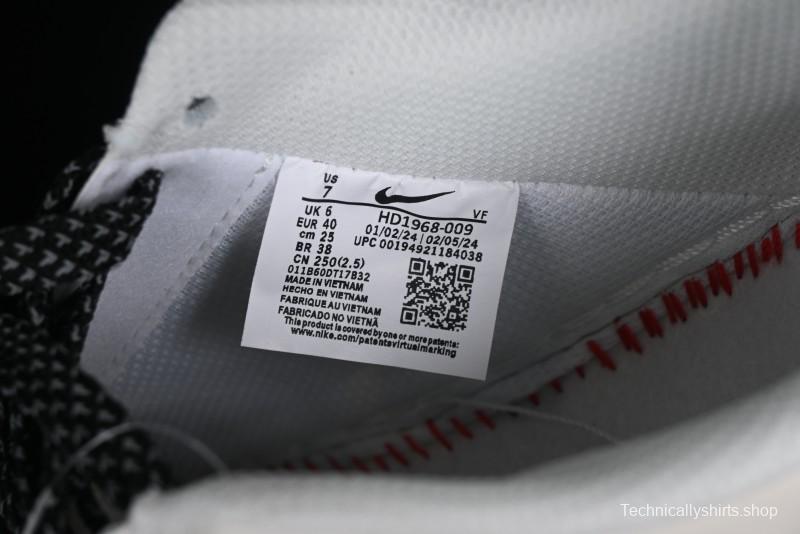 US
7
VF
UK 6
HD1968-009
EUR 40
01/02/24 | 02/05/24
cm 25
UPC 00194921184038
BR 38
CN 250(2.5)
011B60DT17B32
MADE IN VIETNAM
HECHO EN VIETNAM
FABRIQUE AU VIETNAM
FABRICADO NO VIETNÃ
This product is covered by one or more patents:
www.nike.com/patentsvirtualmarking
Technicallyshirts.shop